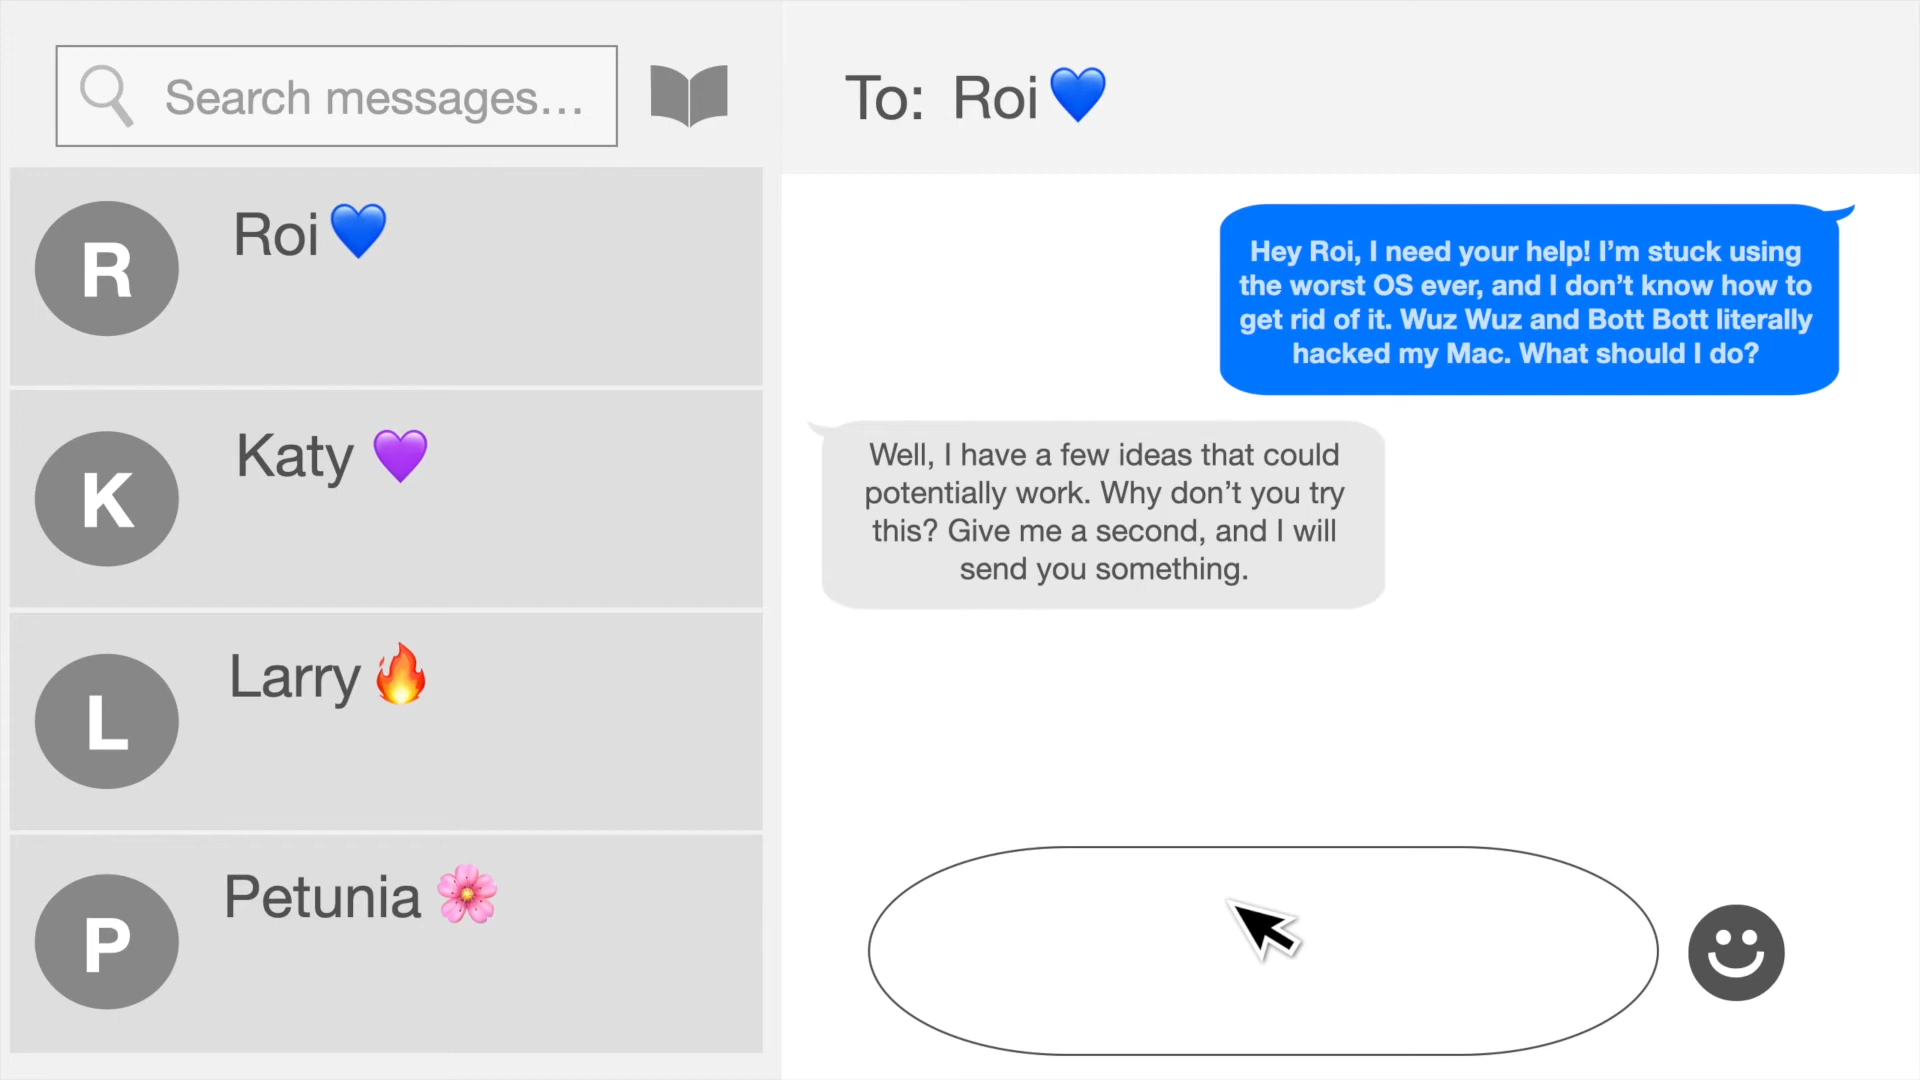 Search messages...
R
Roi 💙
K
Katy 💜
L
Larry 🔥
P
Petunia 🌸
To: Roi 💙
Hey Roi, I need your help! I’m stuck using
the worst OS ever, and I don’t know how to
get rid of it. Wuz Wuz and Bott Bott literally
hacked my Mac. What should I do?
Well, I have a few ideas that could
potentially work. Why don’t you try
this? Give me a second, and I will
send you something.